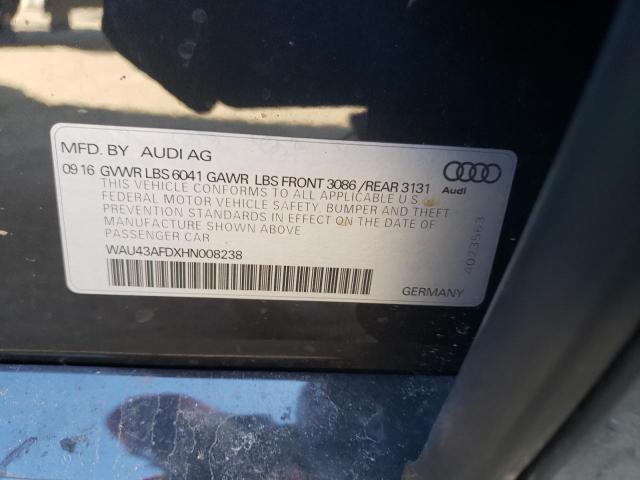 MFD. BY AUDI AG
09 16 GVWR LBS 6041 GAWR LBS FRONT 3086 / REAR 3131
THIS VEHICLE CONFORMS TO ALL APPLICABLE U S
FEDERAL MOTOR VEHICLE SAFETY, BUMPER AND THEFT
PREVENTION STANDARDS IN EFFECT ON THE DATE OF
MANUFACTURE SHOWN ABOVE
PASSENGER CAR
WAU43AFDXHN008238
Audi
4023563
GERMANY